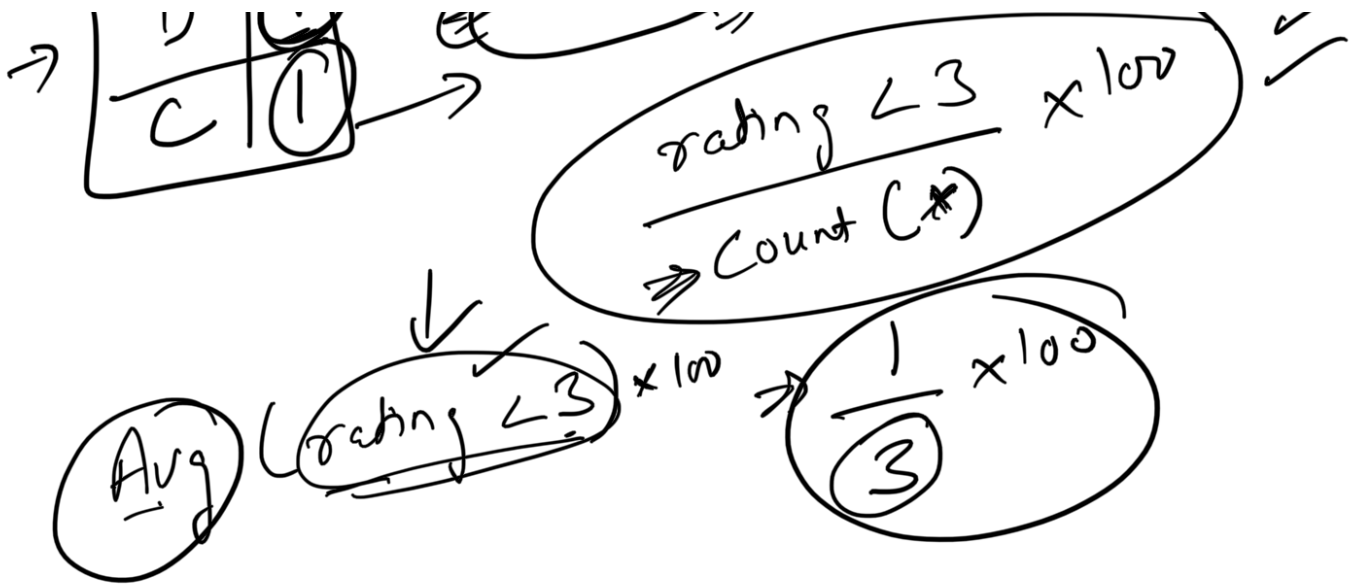 C 1
rating <3 × 100
Count (*)
Avg (rating <3) × 100
1 × 100
3